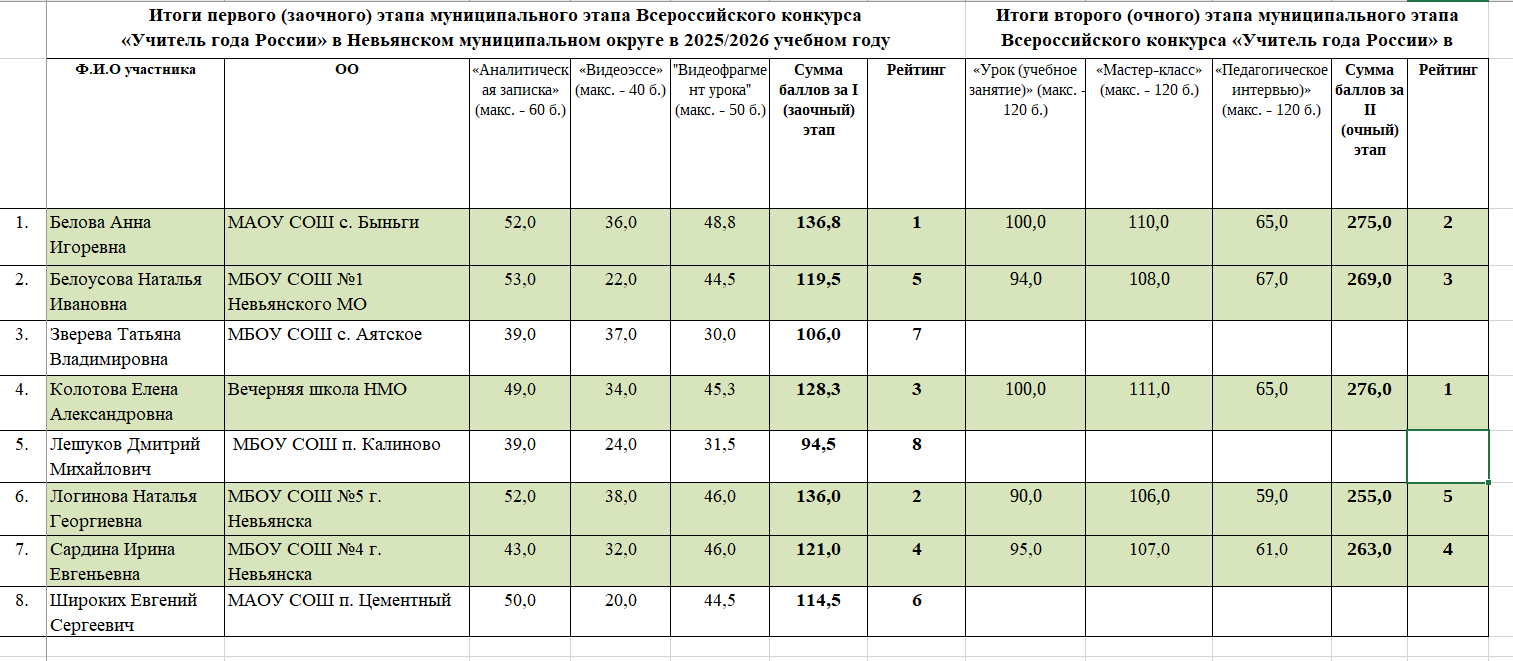 Итоги первого (заочного) этапа муниципального этапа Всероссийского конкурса
«Учитель года России» в Невьянском муниципальном округе в 2025/2026 учебном году
Итоги второго (очного) этапа муниципального этапа
Всероссийского конкурса «Учитель года России» в
Ф.И.О участника
ОО
«Аналитическ
ая записка»
(макс. - 60 б.)
«Видеоэссе»
(макс. - 40 б.)
"Видеофрагме
нт урока"
(макс. - 50 б.)
Сумма
баллов за I
(заочный)
этап
Рейтинг
«Урок (учебное
занятие)» (макс. -
120 б.)
«Мастер-класс»
(макс. - 120 б.)
«Педагогическое
интервью)»
(макс. - 120 б.)
Сумма
баллов за
II
(очный)
этап
Рейтинг
1. Белова Анна МАОУ СОШ с. Быньги 52,0 36,0 48,8 136,8 1 100,0 110,0 65,0 275,0 2
Игоревна
2. Белоусова Наталья МБОУ СОШ №1 53,0 22,0 44,5 119,5 5 94,0 108,0 67,0 269,0 3
Ивановна Невьянского МО
3. Зверева Татьяна МБОУ СОШ с. Аятское 39,0 37,0 30,0 106,0 7
Владимировна
4. Колотова Елена Вечерняя школа НМО 49,0 34,0 45,3 128,3 3 100,0 111,0 65,0 276,0 1
Александровна
5. Лешуков Дмитрий МБОУ СОШ п. Калиново 39,0 24,0 31,5 94,5 8
Михайлович
6. Логинова Наталья МБОУ СОШ №5 г. 52,0 38,0 46,0 136,0 2 90,0 106,0 59,0 255,0 5
Георгиевна Невьянска
7. Сардина Ирина МБОУ СОШ №4 г. 43,0 32,0 46,0 121,0 4 95,0 107,0 61,0 263,0 4
Евгеньевна Невьянска
8. Широких Евгений МАОУ СОШ п. Цементный 50,0 20,0 44,5 114,5 6
Сергеевич